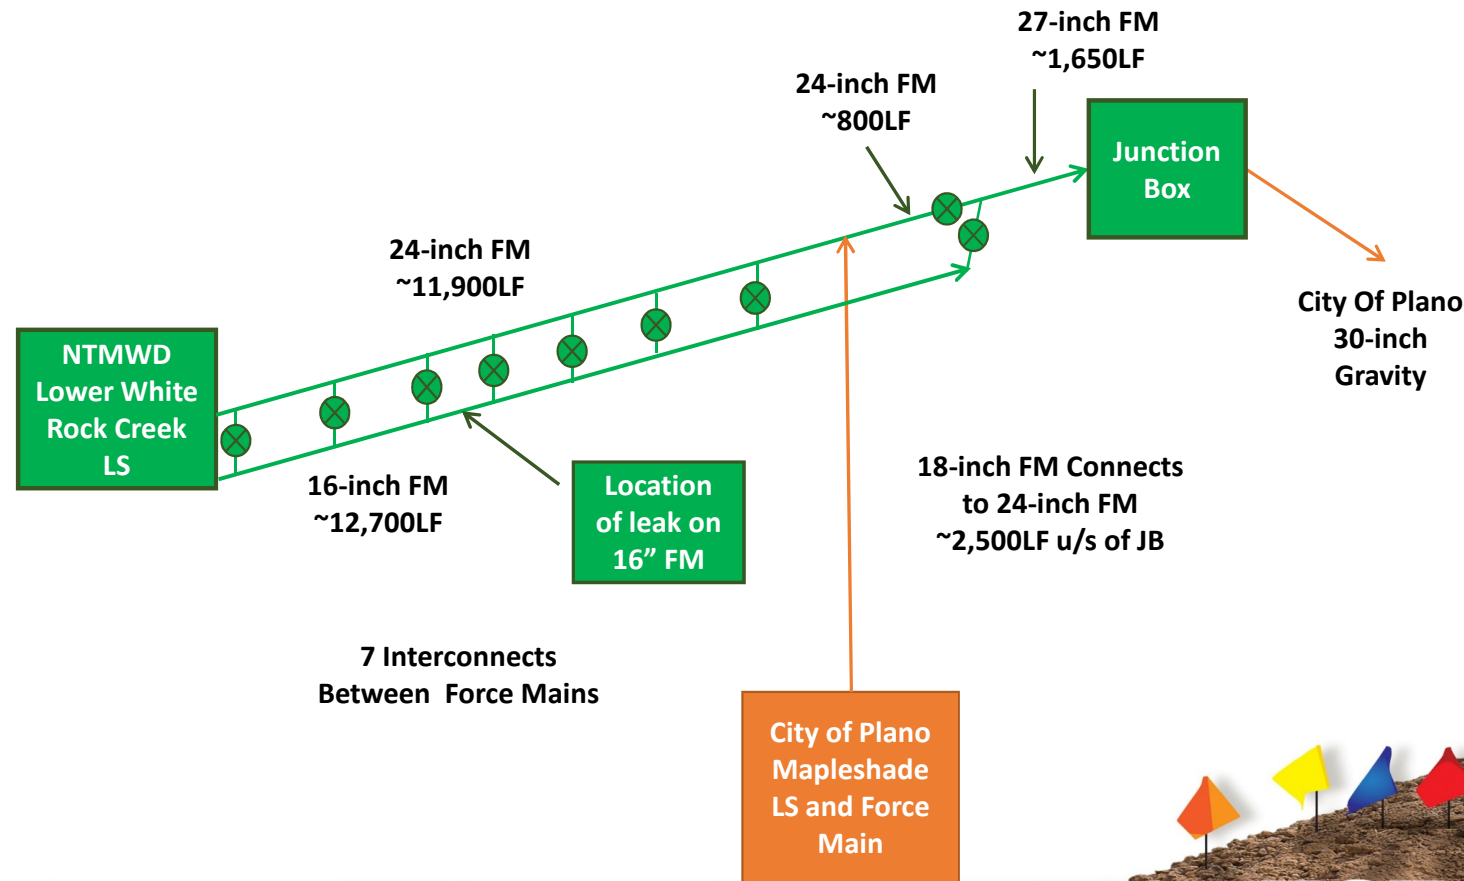 27-inch FM
~1,650LF
24-inch FM
~800LF
Junction
Box
24-inch FM
~11,900LF
City Of Plano
30-inch
Gravity
NTMWD
Lower White
Rock Creek
LS
16-inch FM
~12,700LF
Location
of leak on
16” FM
18-inch FM Connects
to 24-inch FM
~2,500LF u/s of JB
7 Interconnects
Between Force Mains
City of Plano
Mapleshade
LS and Force
Main